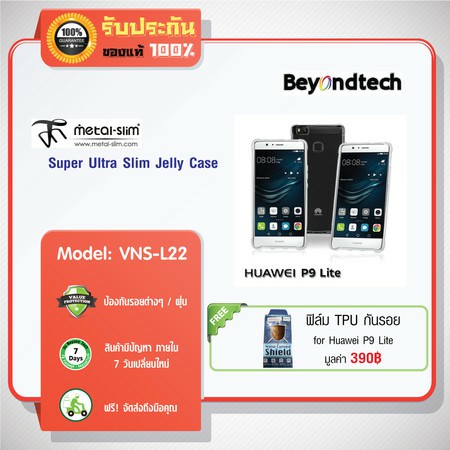 100%
GUARANTEE
รับประกัน
ของแท้ 100%
Beyondtech
metal-slim®
www.metal-slim.com
Super Ultra Slim Jelly Case
08:08
08:08
HUAWEI P9 Lite
Model: VNS-L22
VALUE
PROTECTION
ป้องกันรอยต่างๆ / ฝุ่น
7
Days
สินค้ามีปัญหา ภายใน
7 วันเปลี่ยนใหม่
ฟรี! จัดส่งถึงมือคุณ
FREE
Shield
ฟิล์ม TPU กันรอย
for Huawei P9 Lite
มูลค่า 390฿